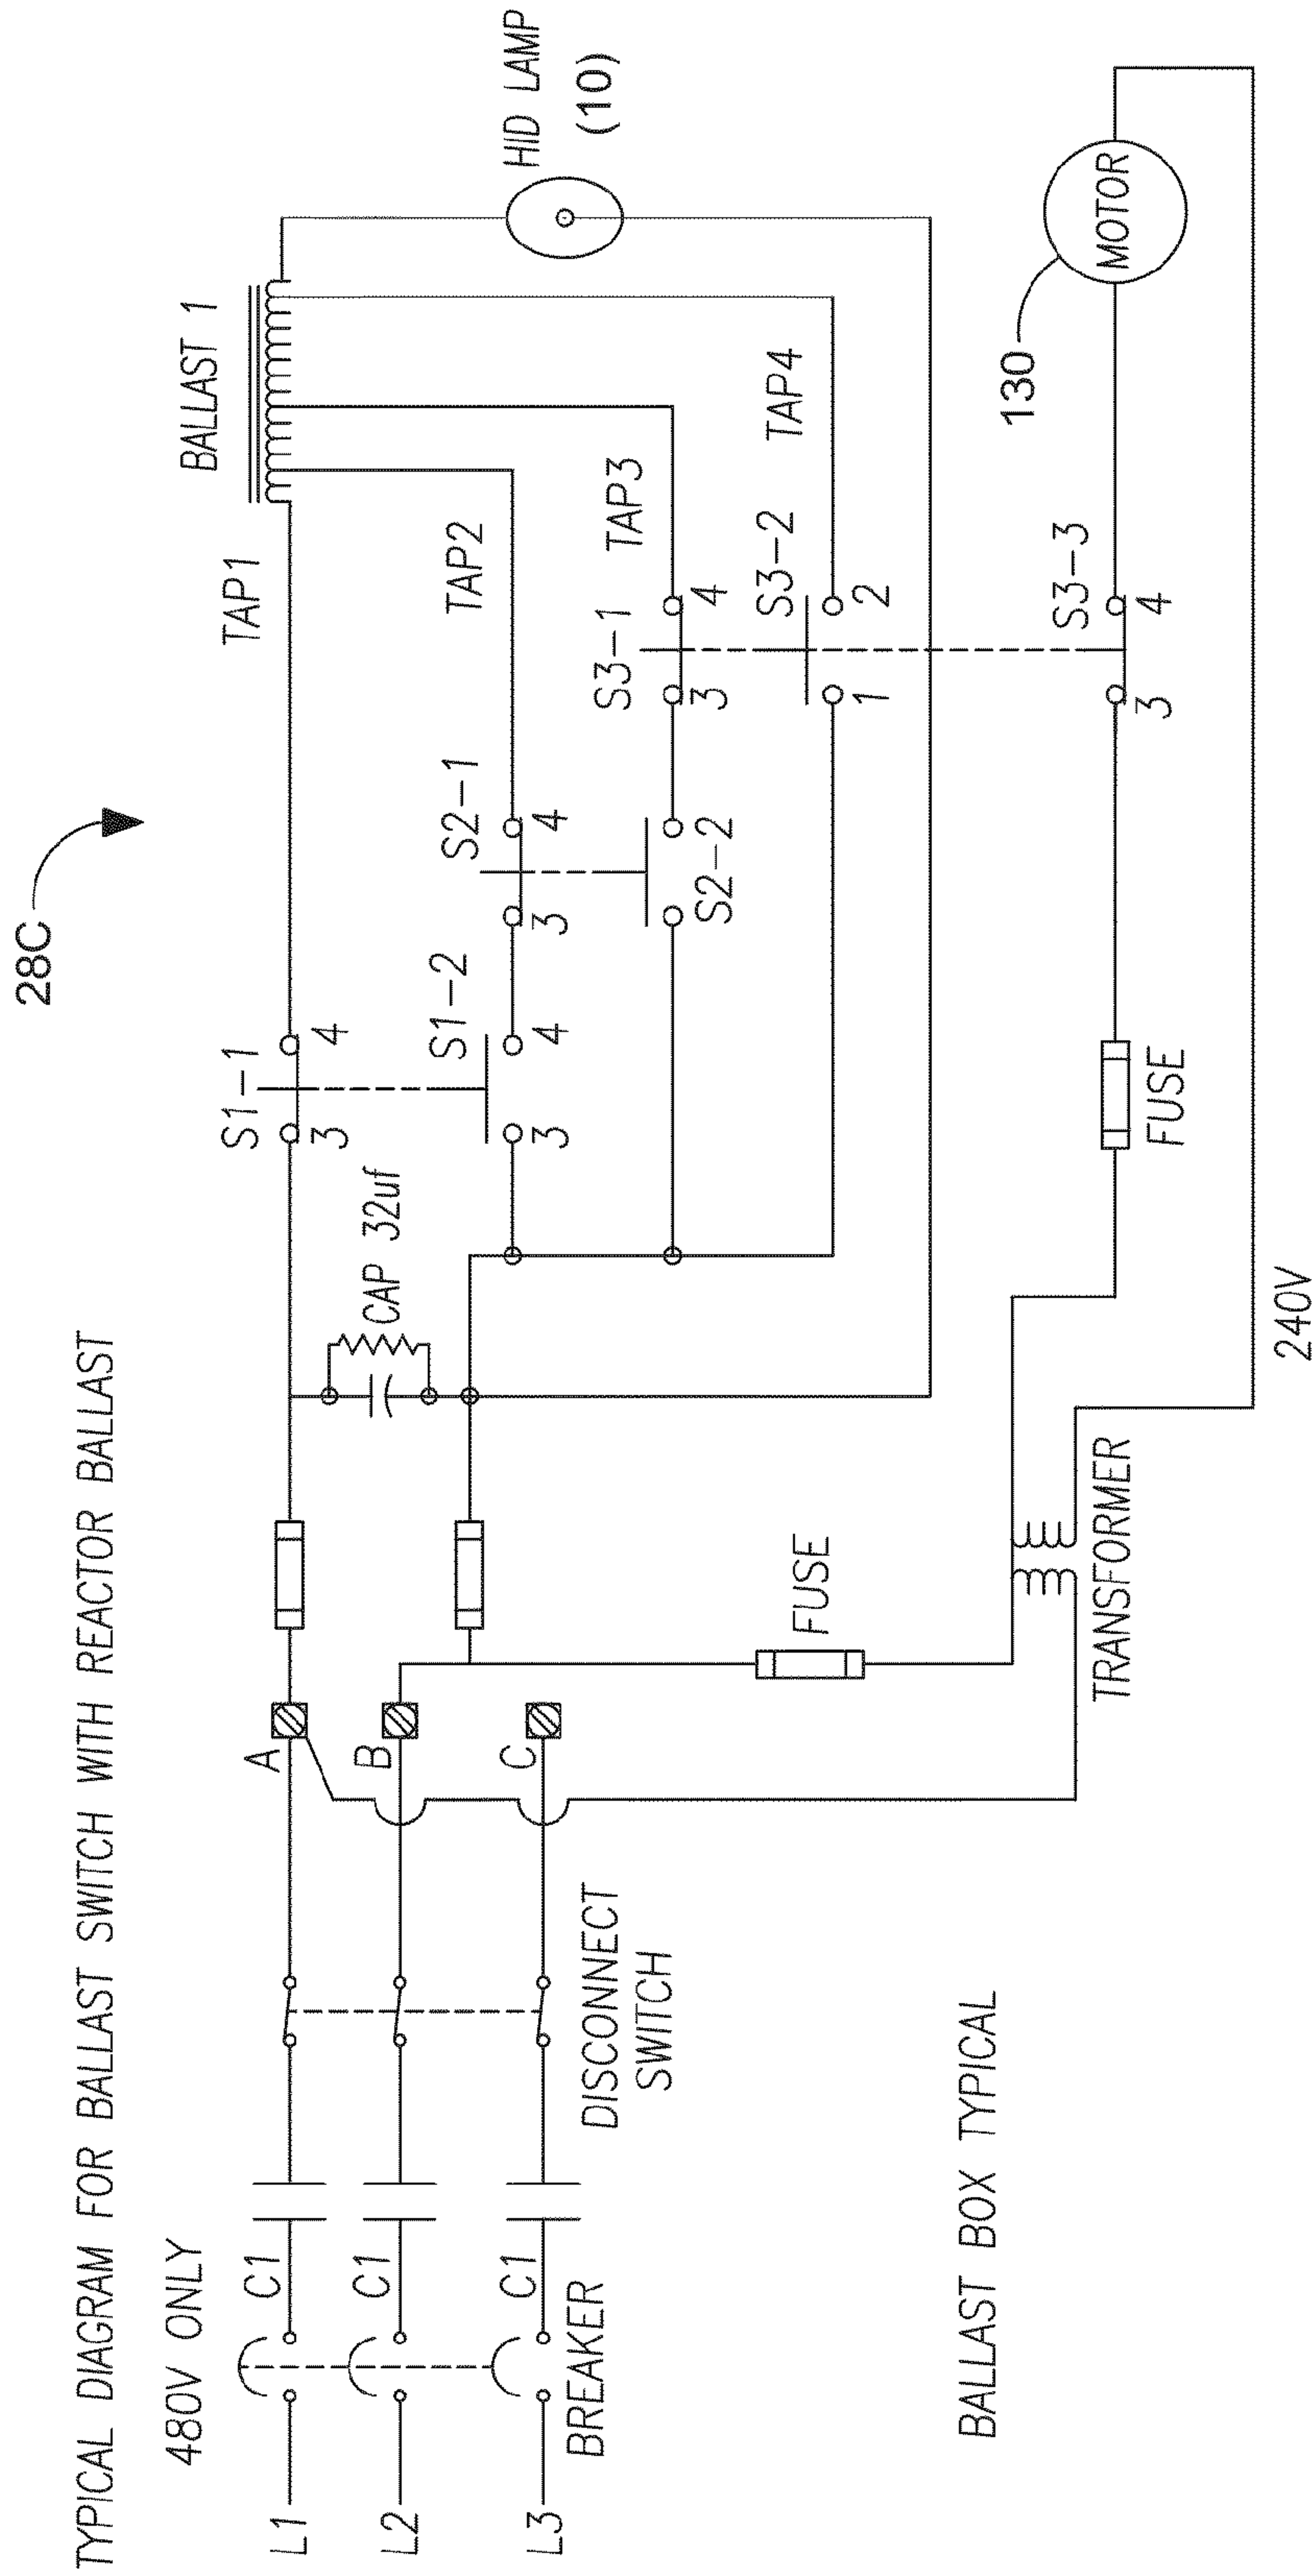 28C
TYPICAL DIAGRAM FOR BALLAST SWITCH WITH REACTOR BALLAST
480V ONLY
BALLAST 1
L1
C1
A
S1-1
3
4
TAP1
L2
C1
B
CAP 32uf
S1-2
3
4
S2-1
3
4
TAP2
HID LAMP
(10)
L3
C1
C
BREAKER
DISCONNECT
SWITCH
S2-2
S3-1
3
4
TAP3
S3-2
1
2
TAP4
FUSE
BALLAST BOX TYPICAL
TRANSFORMER
FUSE
S3-3
3
4
130
MOTOR
240V